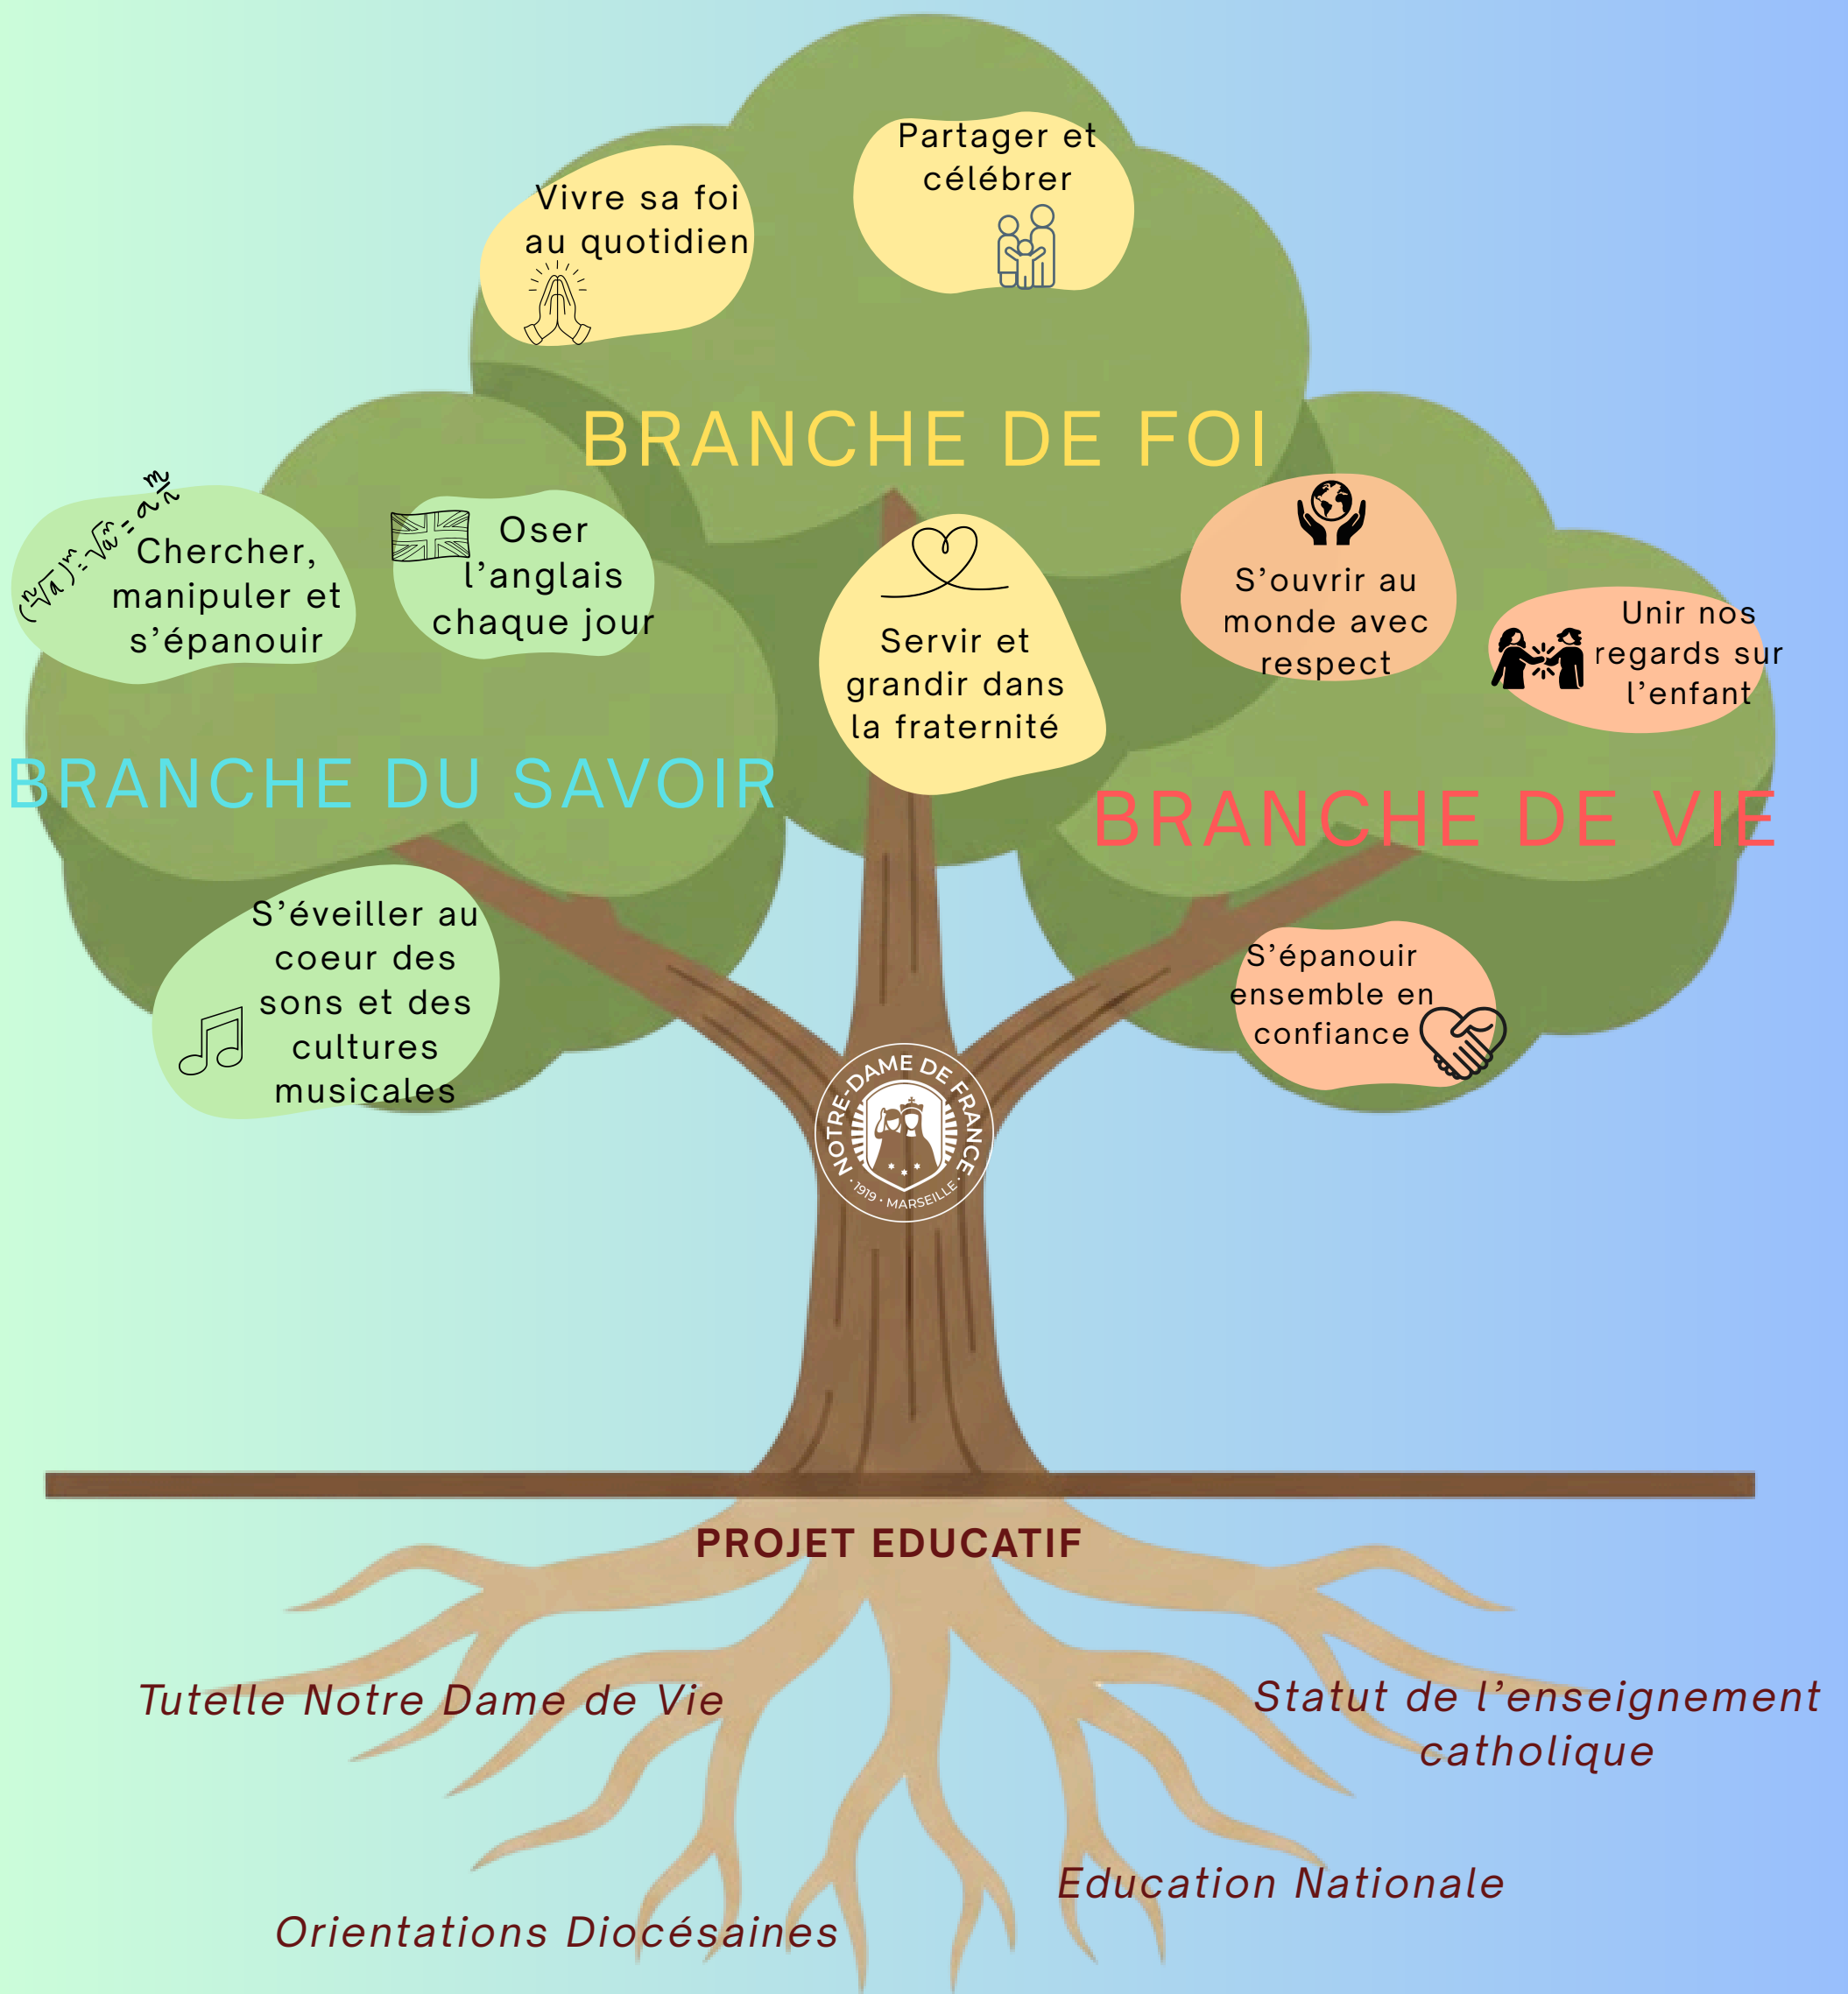 Partager et
célébrer
Vivre sa foi
au quotidien
BRANCHE DE FOI
Servir et
grandir dans
la fraternité
(ⁿ√a)ᵐ = ⁿ√aᵐ = a^(m/n)
Chercher,
manipuler et
s’épanouir
Oser
l’anglais
chaque jour
BRANCHE DU SAVOIR
S’éveiller au
coeur des
sons et des
cultures
musicales
S’ouvrir au
monde avec
respect
Unir nos
regards sur
l’enfant
BRANCHE DE VIE
S’épanouir
ensemble en
confiance
NOTRE-DAME DE FRANCE
· 1919 · MARSEILLE ·
PROJET EDUCATIF
Tutelle Notre Dame de Vie
Statut de l’enseignement
catholique
Education Nationale
Orientations Diocésaines